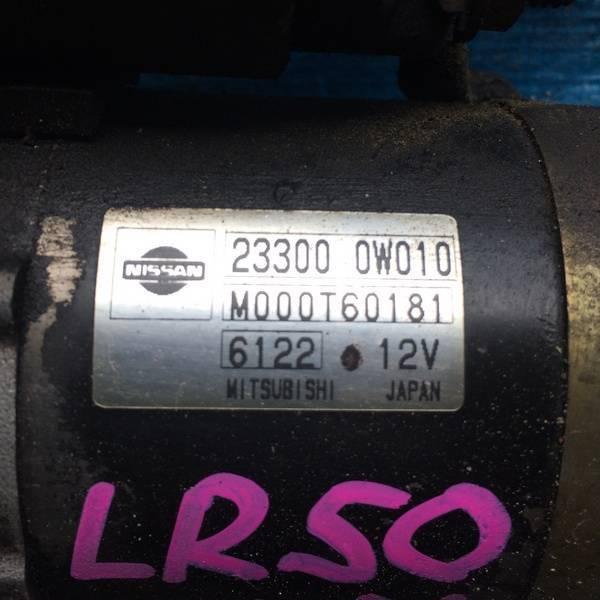 NISSAN
23300 0W010
M000T60181
6122 12V
MITSUBISHI JAPAN
LR50